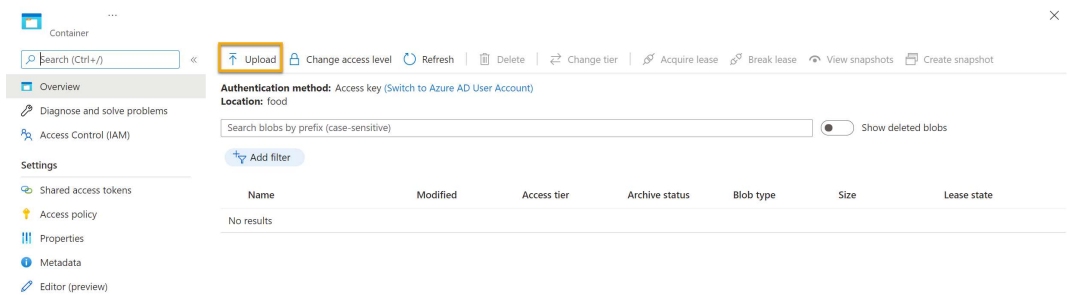 ...
Container
Search (Ctrl+/)
«
Upload Change access level Refresh Delete Change tier Acquire lease Break lease View snapshots Create snapshot
Overview
Diagnose and solve problems
Access Control (IAM)
Settings
Shared access tokens
Access policy
Properties
Metadata
Editor (preview)
Authentication method: Access key (Switch to Azure AD User Account)
Location: food
Search blobs by prefix (case-sensitive)
Show deleted blobs
Add filter
Name Modified Access tier Archive status Blob type Size Lease state
No results